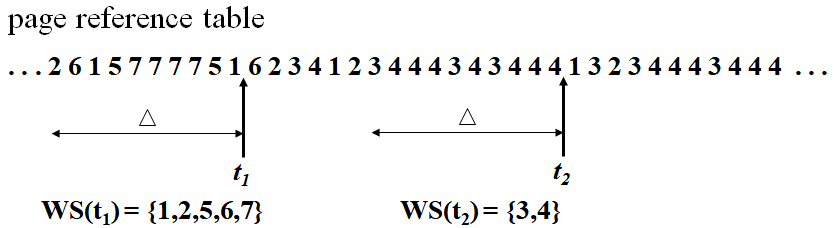 page reference table
. . . 2 6 1 5 7 7 7 7 5 1 6 2 3 4 1 2 3 4 4 4 3 4 3 4 4 4 1 3 2 3 4 4 4 3 4 4 4 . . .
△ △
t1 t2
WS(t1) = {1,2,5,6,7} WS(t2) = {3,4}